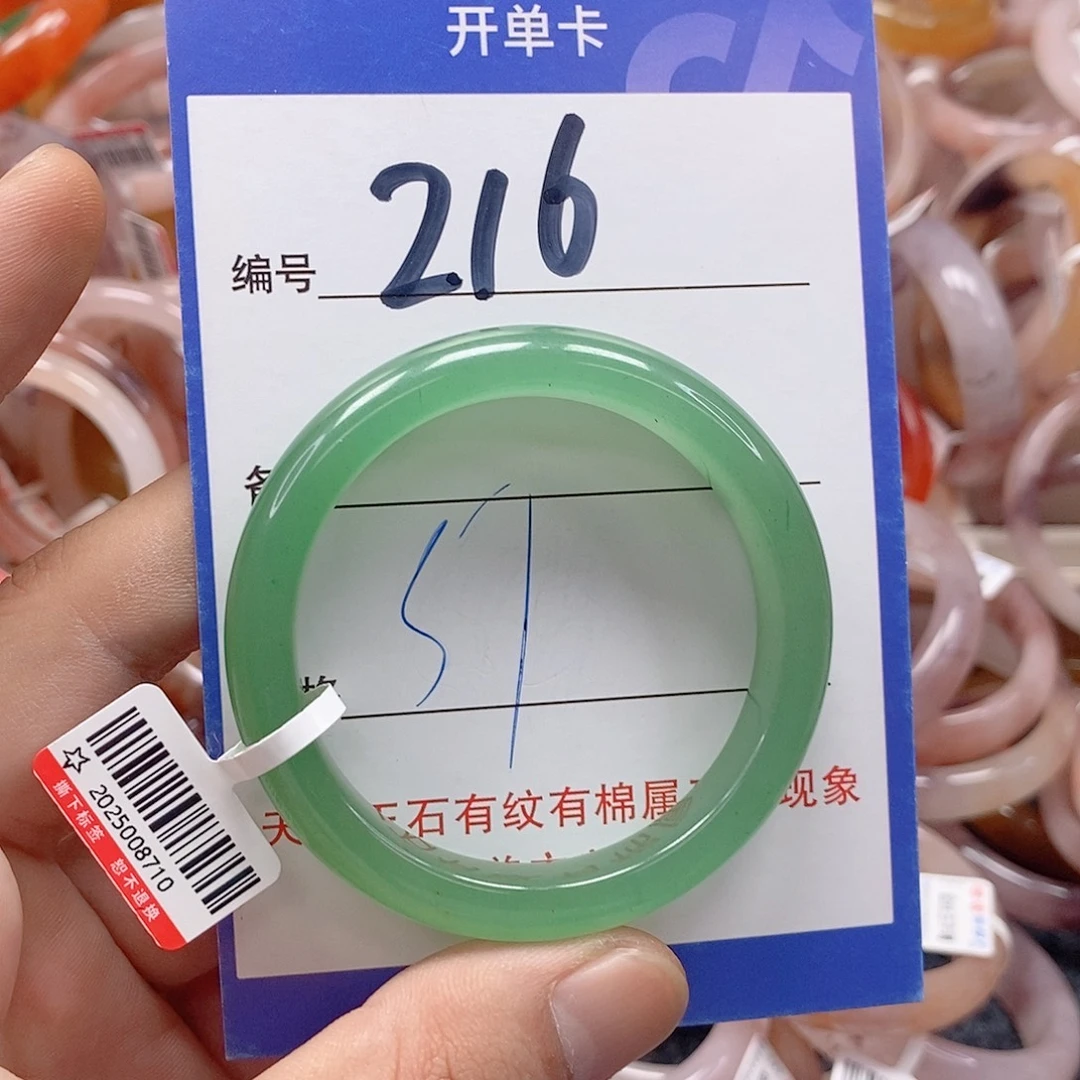 开单卡
编号 216
57
石有纹有棉属
现象
2025008710
撕下标签 恕不退换